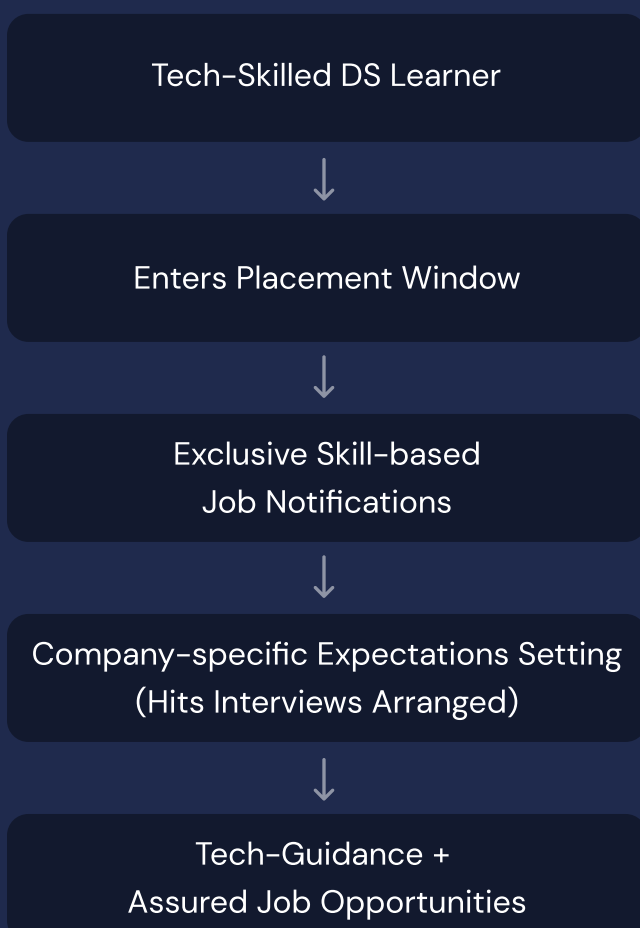 Tech-Skilled DS Learner
Enters Placement Window
Exclusive Skill-based
Job Notifications
Company-specific Expectations Setting
(Hits Interviews Arranged)
Tech-Guidance +
Assured Job Opportunities